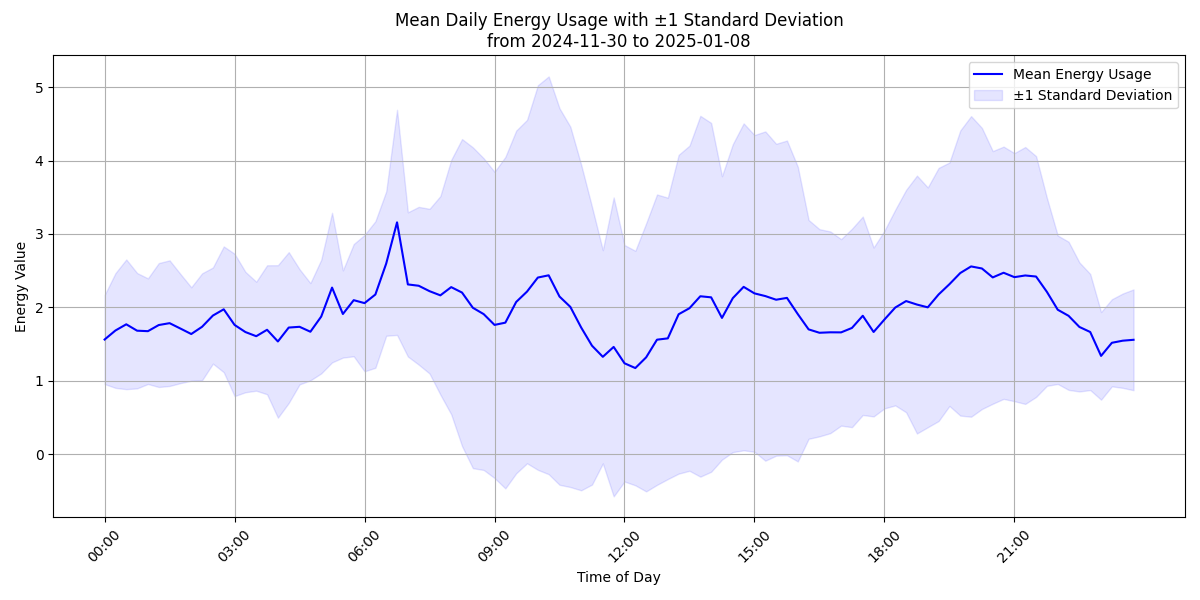 Mean Daily Energy Usage with ±1 Standard Deviation
from 2024-11-30 to 2025-01-08
Mean Energy Usage
±1 Standard Deviation
Energy Value
5
4
3
2
1
0
00:00
03:00
06:00
09:00
12:00
15:00
18:00
21:00
Time of Day